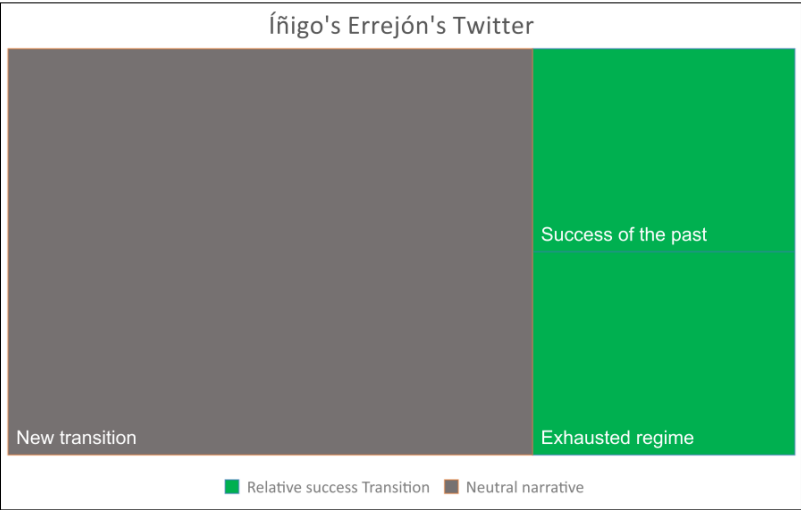 Íñigo's Errejón's Twitter
Success of the past
New transition
Exhausted regime
Relative success Transition
Neutral narrative